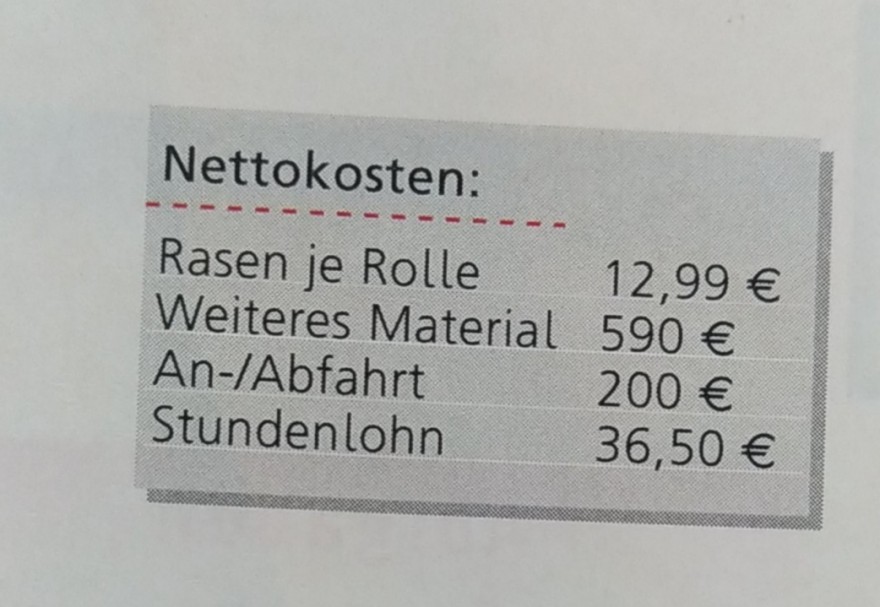 Nettokosten:
Rasen je Rolle 12,99 €
Weiteres Material 590 €
An-/Abfahrt 200 €
Stundenlohn 36,50 €